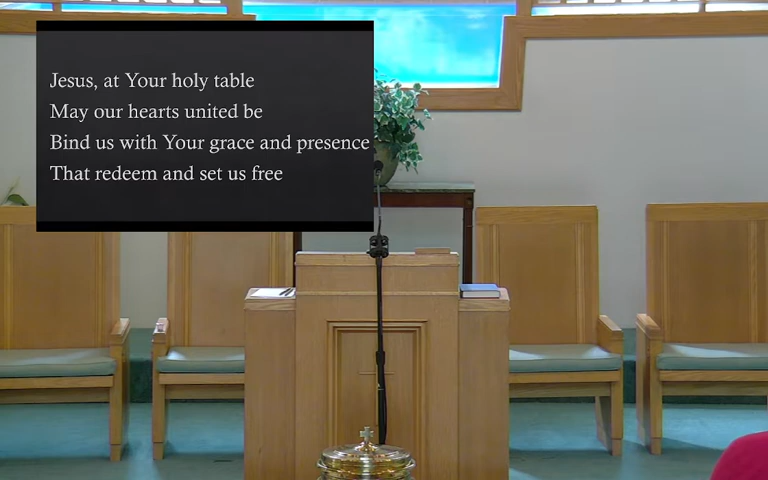 Jesus, at Your holy table
May our hearts united be
Bind us with Your grace and presence
That redeem and set us free